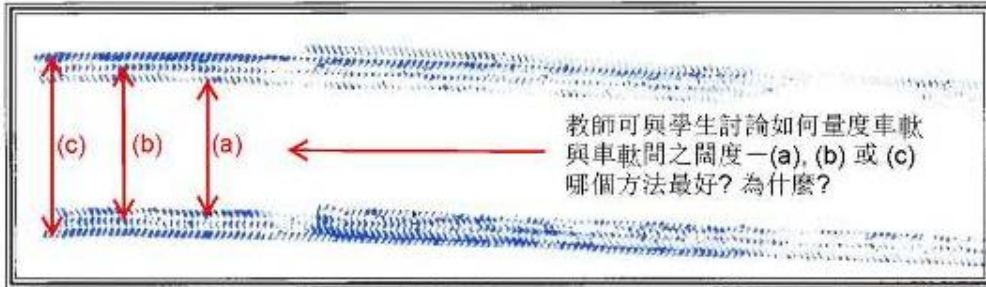 (c)
(b)
(a)
教師可與學生討論如何量度車軚
與車軚間之闊度－(a), (b) 或 (c)
哪個方法最好? 為什麼?